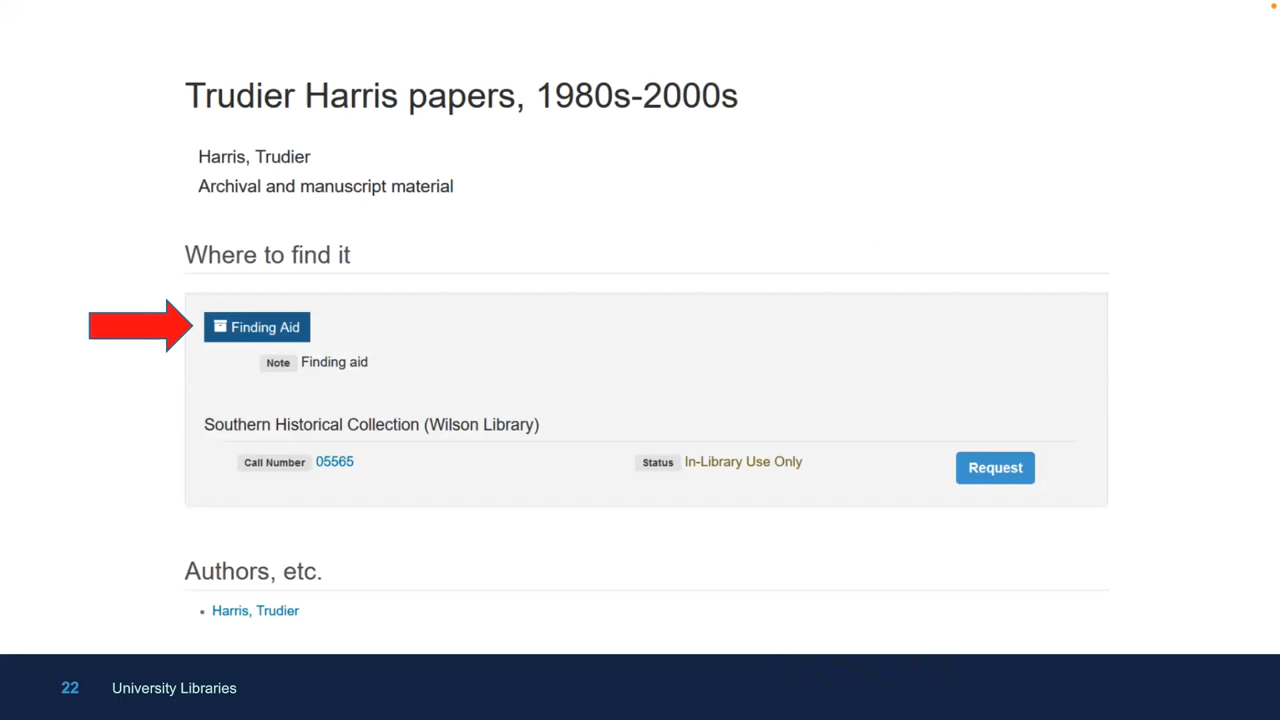 Trudier Harris papers, 1980s-2000s
Harris, Trudier
Archival and manuscript material
Where to find it
Finding Aid
Note Finding aid
Southern Historical Collection (Wilson Library)
Call Number 05565 Status In-Library Use Only Request
Authors, etc.
Harris, Trudier
22 University Libraries